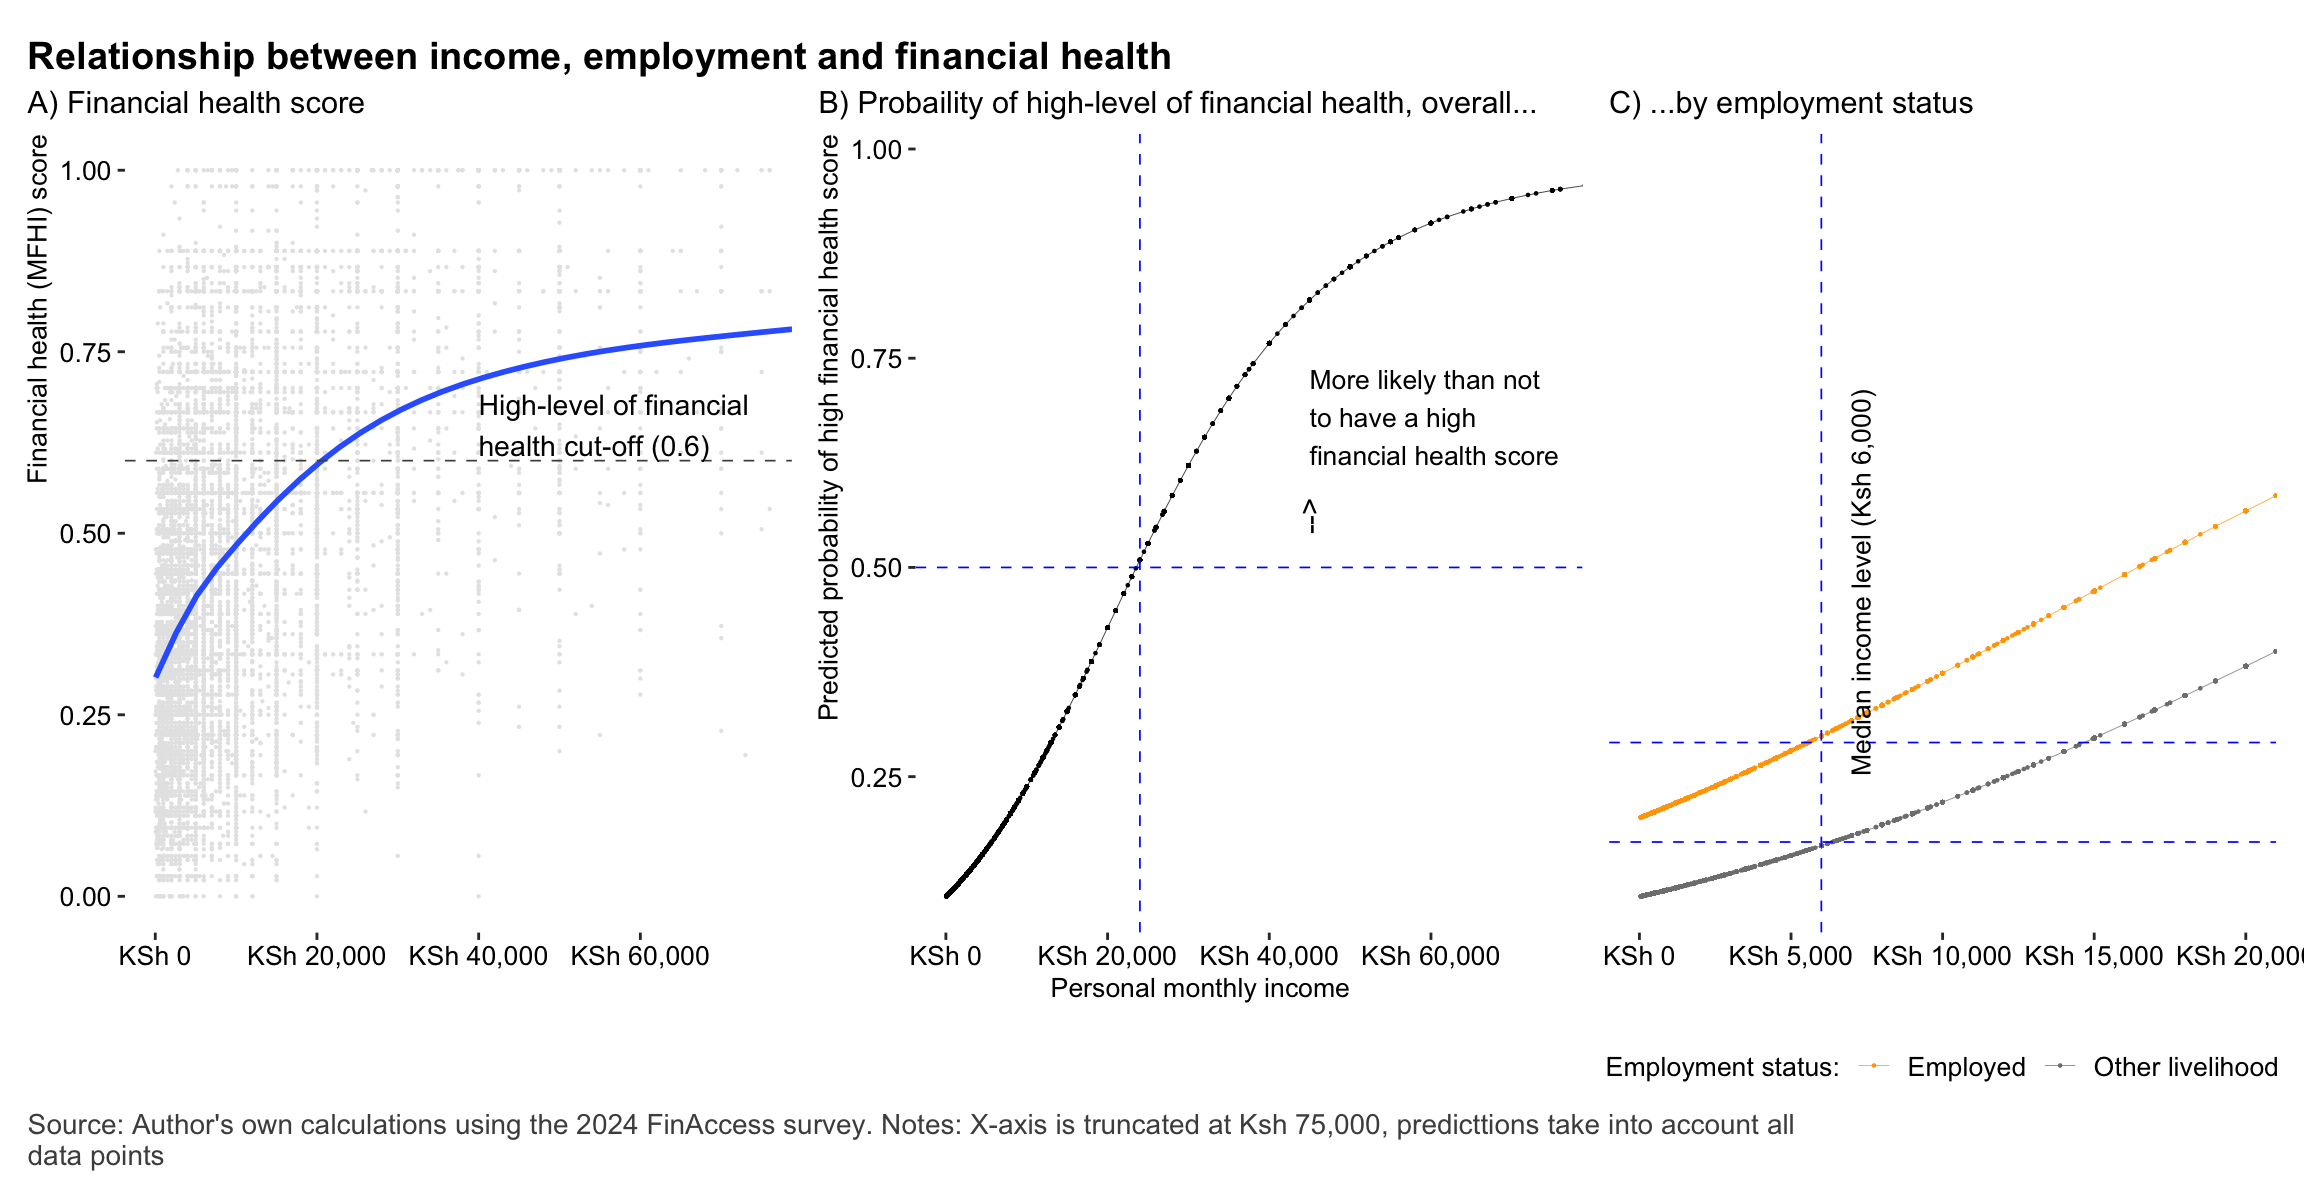 Relationship between income, employment and financial health
A) Financial health score
Financial health (MFHI) score
1.00
0.75
0.50
0.25
0.00
High-level of financial
health cut-off (0.6)
KSh 0
KSh 20,000
KSh 40,000
KSh 60,000
B) Probaility of high-level of financial health, overall...
Predicted probability of high financial health score
1.00
0.75
0.50
0.25
More likely than not
to have a high
financial health score
KSh 0
KSh 20,000
KSh 40,000
KSh 60,000
Personal monthly income
C) ...by employment status
Median income level (Ksh 6,000)
KSh 0
KSh 5,000
KSh 10,000
KSh 15,000
KSh 20,000
Employment status:
Employed
Other livelihood
Source: Author's own calculations using the 2024 FinAccess survey. Notes: X-axis is truncated at Ksh 75,000, predicttions take into account all
data points